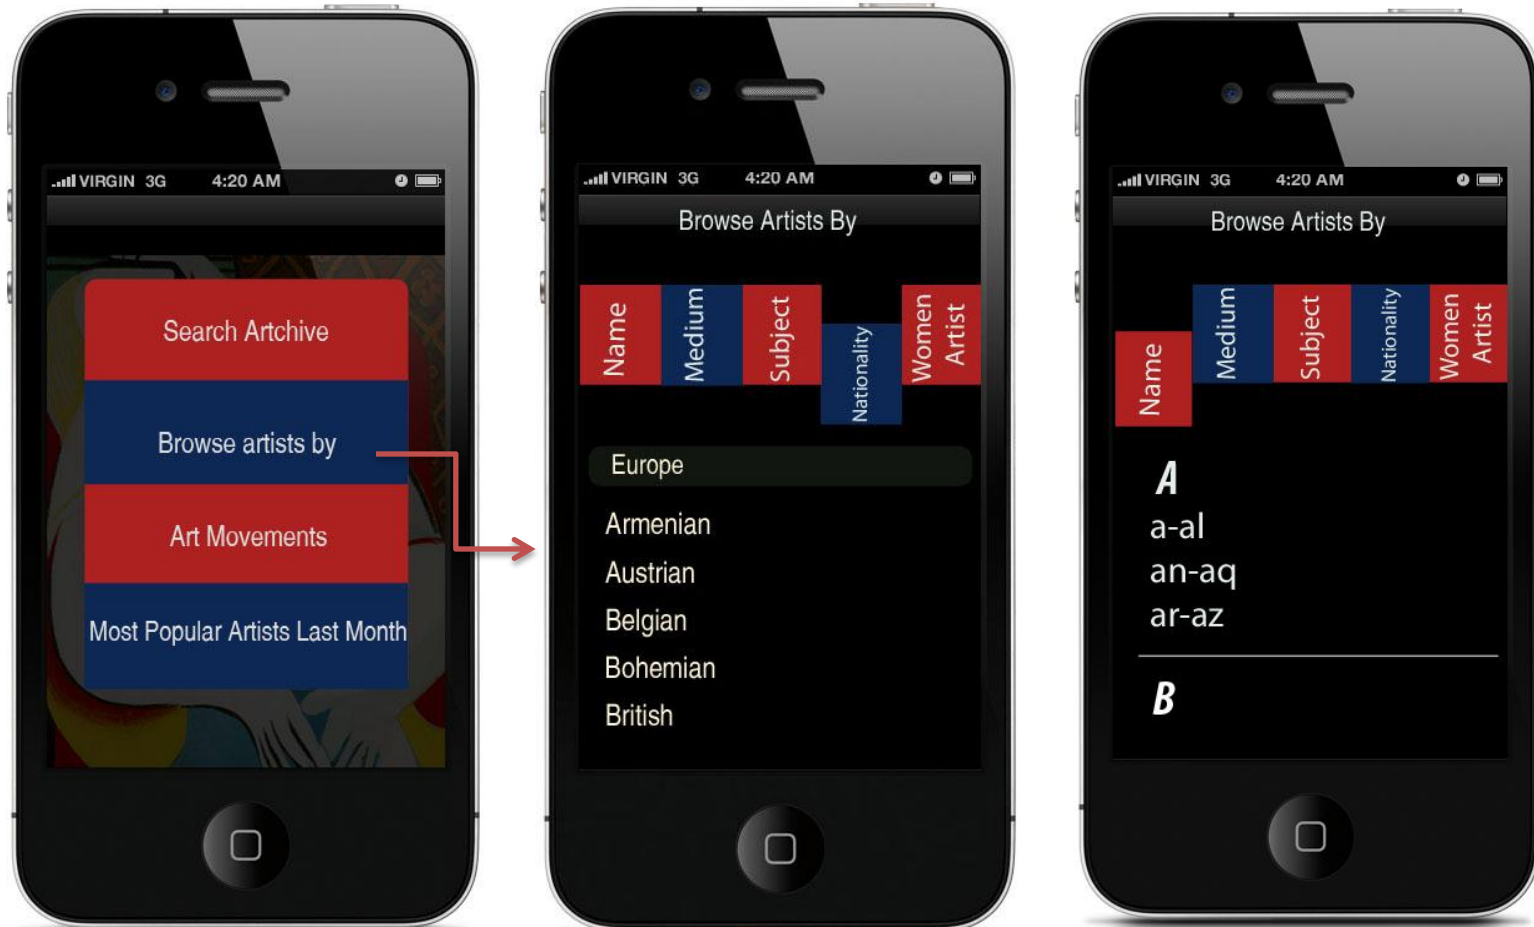 VIRGIN 3G 4:20 AM
Search Artchive
Browse artists by
Art Movements
Most Popular Artists Last Month
VIRGIN 3G 4:20 AM
Browse Artists By
Name
Medium
Subject
Nationality
Women
Artist
Europe
Armenian
Austrian
Belgian
Bohemian
British
VIRGIN 3G 4:20 AM
Browse Artists By
Name
Medium
Subject
Nationality
Women
Artist
A
a-al
an-aq
ar-az
B